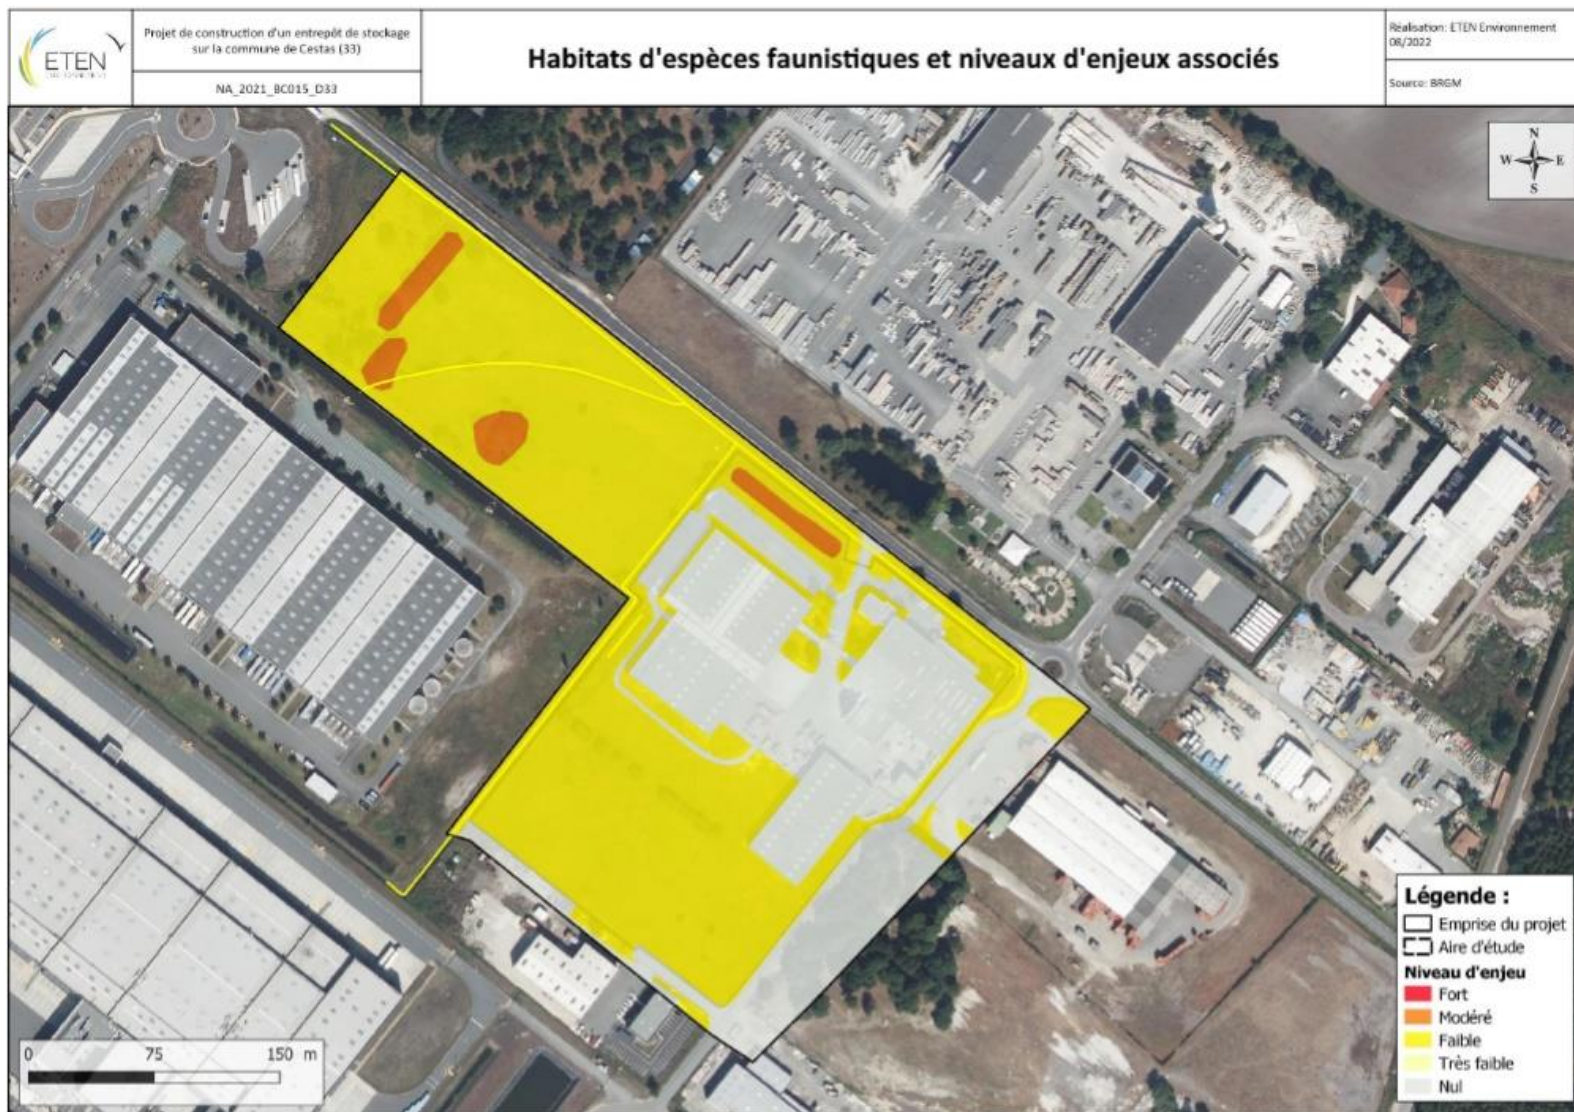 ETEN
Projet de construction d'un entrepôt de stockage
sur la commune de Cestas (33)
NA_2021_BC015_D33
Habitats d'espèces faunistiques et niveaux d'enjeux associés
Réalisation: ETEN Environnement
08/2022
Source: BRGM
N
W E
S
Légende :
Emprise du projet
Aire d'étude
Niveau d'enjeu
Fort
Modéré
Faible
Très faible
Nul
0 75 150 m